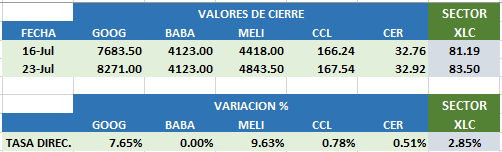 VALORES DE CIERRE SECTOR
FECHA GOOG BABA MELI CCL CER XLC
16-Jul 7683.50 4123.00 4418.00 166.24 32.76 81.19
23-Jul 8271.00 4123.00 4843.50 167.54 32.92 83.50
VARIACION % SECTOR
GOOG BABA MELI CCL CER XLC
TASA DIREC. 7.65% 0.00% 9.63% 0.78% 0.51% 2.85%